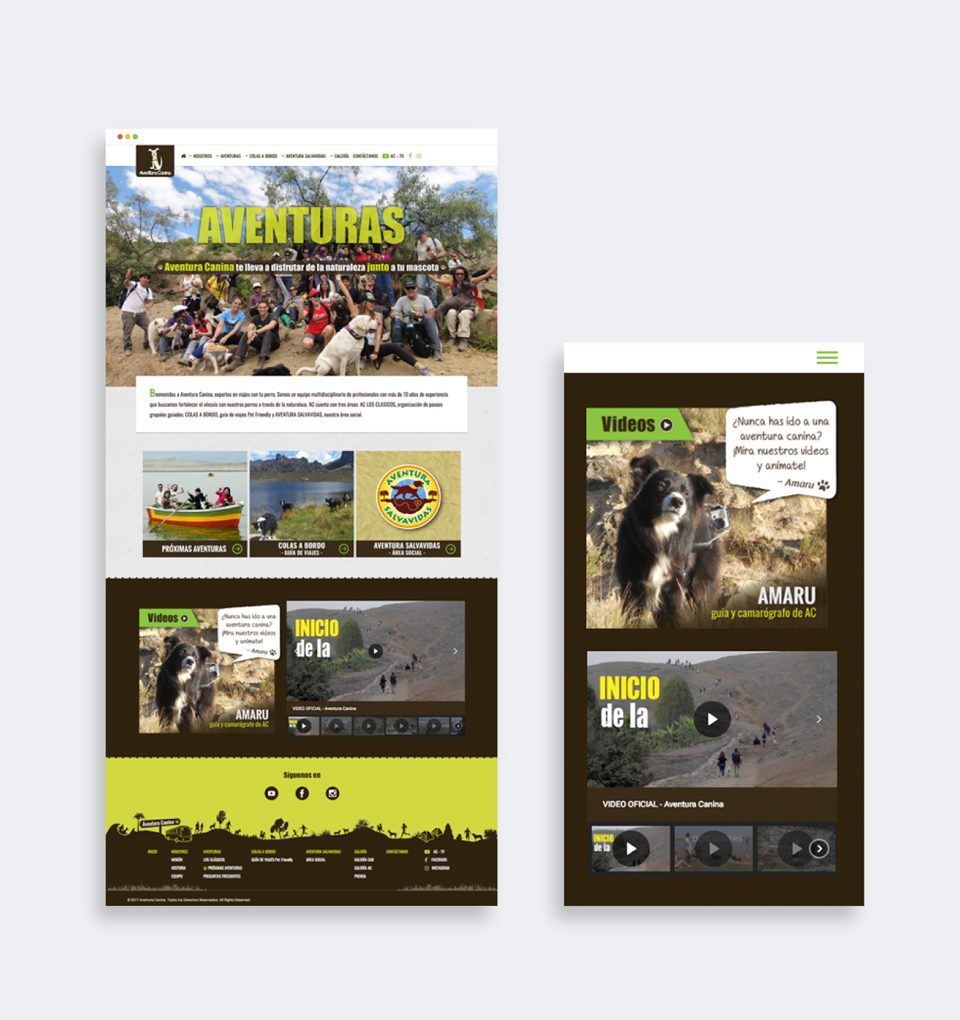 Aventura Canina
NOSOTROS AVENTURAS COLAS A BORDO AVENTURA SALVAVIDAS GALERÍA CONTÁCTANOS AC - TV
AVENTURAS
Aventura Canina te lleva a disfrutar de la naturaleza junto a tu mascota
Bienvenidos a Aventura Canina, expertos en viajes con tu perro. Somos un equipo multidisciplinario de profesionales con más de 10 años de experiencia
que buscamos fortalecer el vínculo con nuestros perros a través de la naturaleza. AC cuenta con tres áreas: AC LOS CLASICOS, organización de paseos
grupales guiados; COLAS A BORDO, guía de viajes Pet Friendly y AVENTURA SALVAVIDAS, nuestra área social.
AVENTURA
SALVAVIDAS
PRÓXIMAS AVENTURAS
COLAS A BORDO
- GUÍA DE VIAJES -
AVENTURA SALVAVIDAS
- ÁREA SOCIAL -
Videos
¿Nunca has ido a una
aventura canina?
¡Mira nuestros videos
y anímate!
- Amaru
AMARU
guía y camarógrafo de AC
INICIO
de la
VIDEO OFICIAL - Aventura Canina
Síguenos en
Aventura Canina
INICIO NOSOTROS AVENTURAS COLAS A BORDO AVENTURA SALVAVIDAS GALERÍA CONTÁCTANOS AC - TV
MISIÓN LOS CLÁSICOS GUÍA DE VIAJES Pet Friendly ÁREA SOCIAL GALERÍA CAB FACEBOOK
HISTORIA PRÓXIMAS AVENTURAS GALERÍA AC INSTAGRAM
EQUIPO PREGUNTAS FRECUENTES PRENSA
© 2017 Aventura Canina. Todos los Derechos Reservados. All Rights Reserved.
Videos
¿Nunca has ido a una
aventura canina?
¡Mira nuestros videos
y anímate!
- Amaru
AMARU
guía y camarógrafo de AC
INICIO
de la
VIDEO OFICIAL - Aventura Canina
INICIO
de la